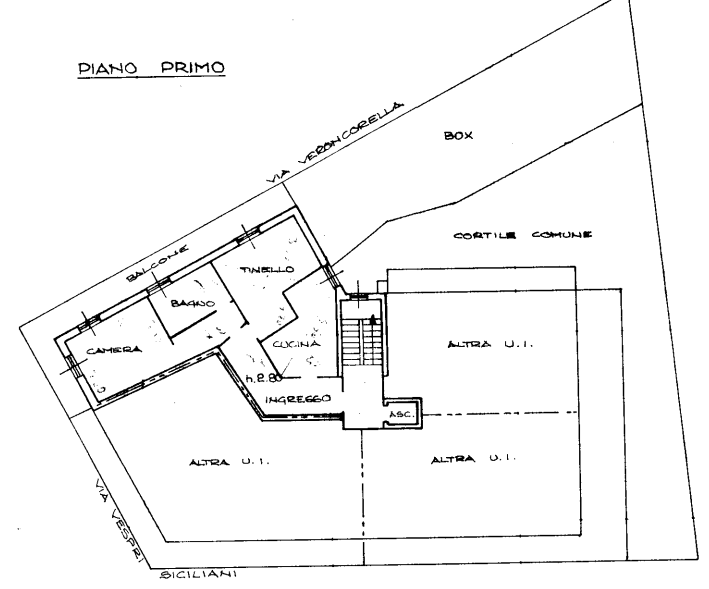 PIANO PRIMO
VIA VERONCORELLA
BOX
CORTILE COMUNE
BALCONE
TINELLO
BAGNO
CAMERA
CUCINA
ALTRA U.I.
h.2.80
INGRESSO
ASC.
ALTRA U.I.
ALTRA U.I.
VIA VESPRI
SICILIANI